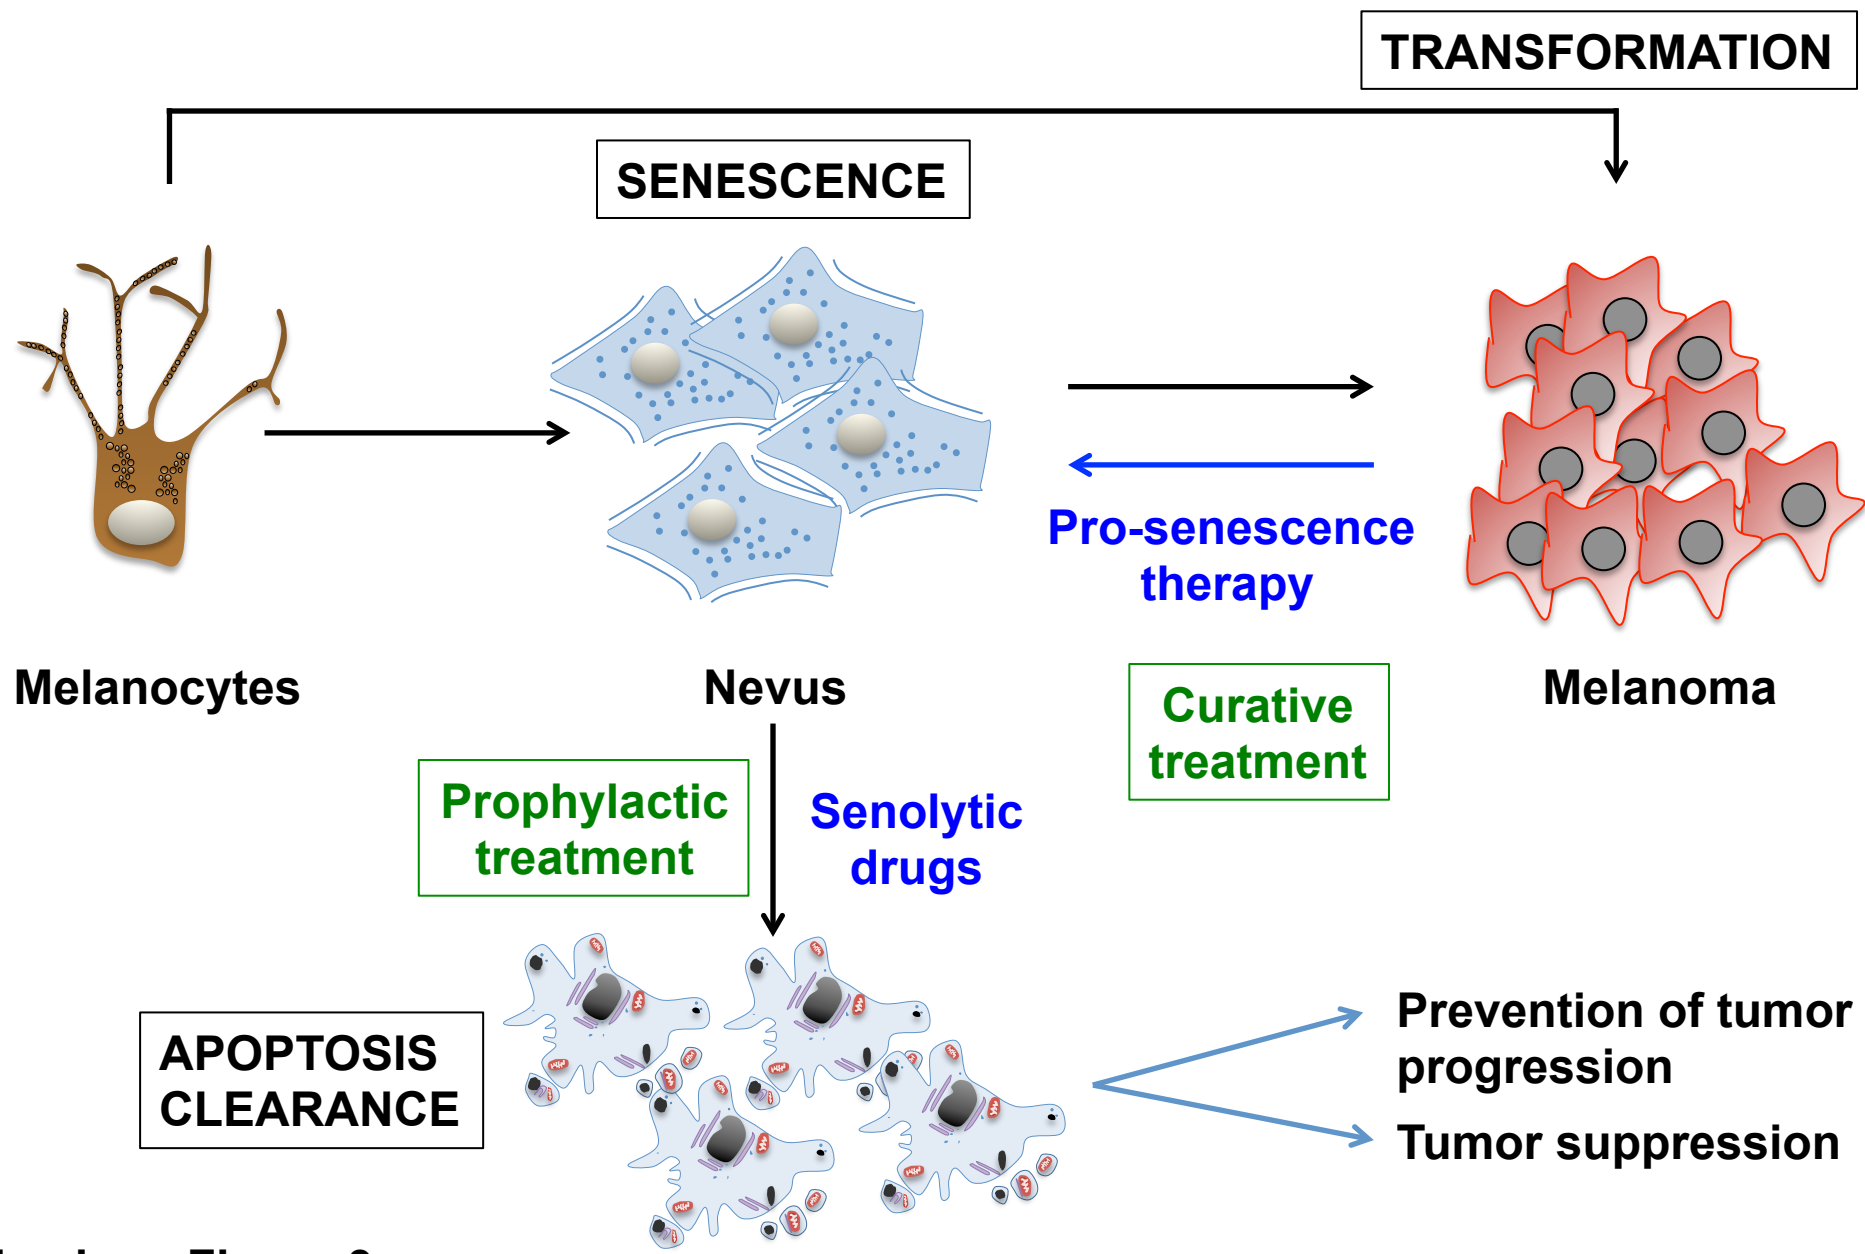 TRANSFORMATION
SENESCENCE
Pro-senescence
therapy
Melanocytes
Nevus
Melanoma
Curative
treatment
Prophylactic
treatment
Senolytic
drugs
APOPTOSIS
CLEARANCE
Prevention of tumor
progression
Tumor suppression